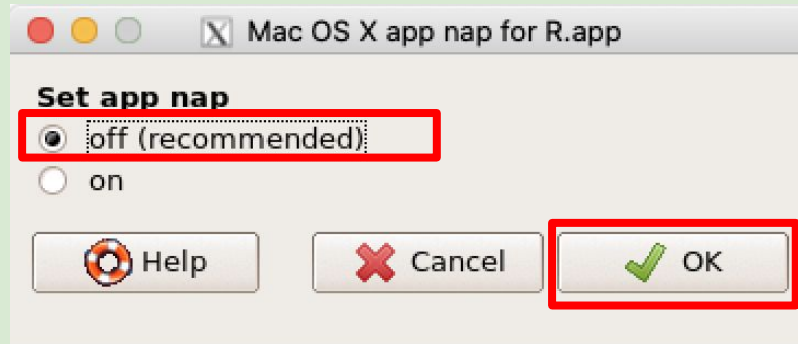 Mac OS X app nap for R.app
Set app nap
off (recommended)
on
Help
Cancel
OK